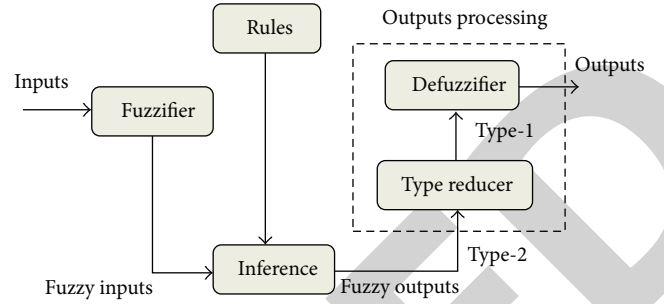 Outputs processing
Rules
Inputs
Fuzzifier
Defuzzifier
Outputs
Type-1
Type reducer
Inference
Type-2
Fuzzy inputs
Fuzzy outputs